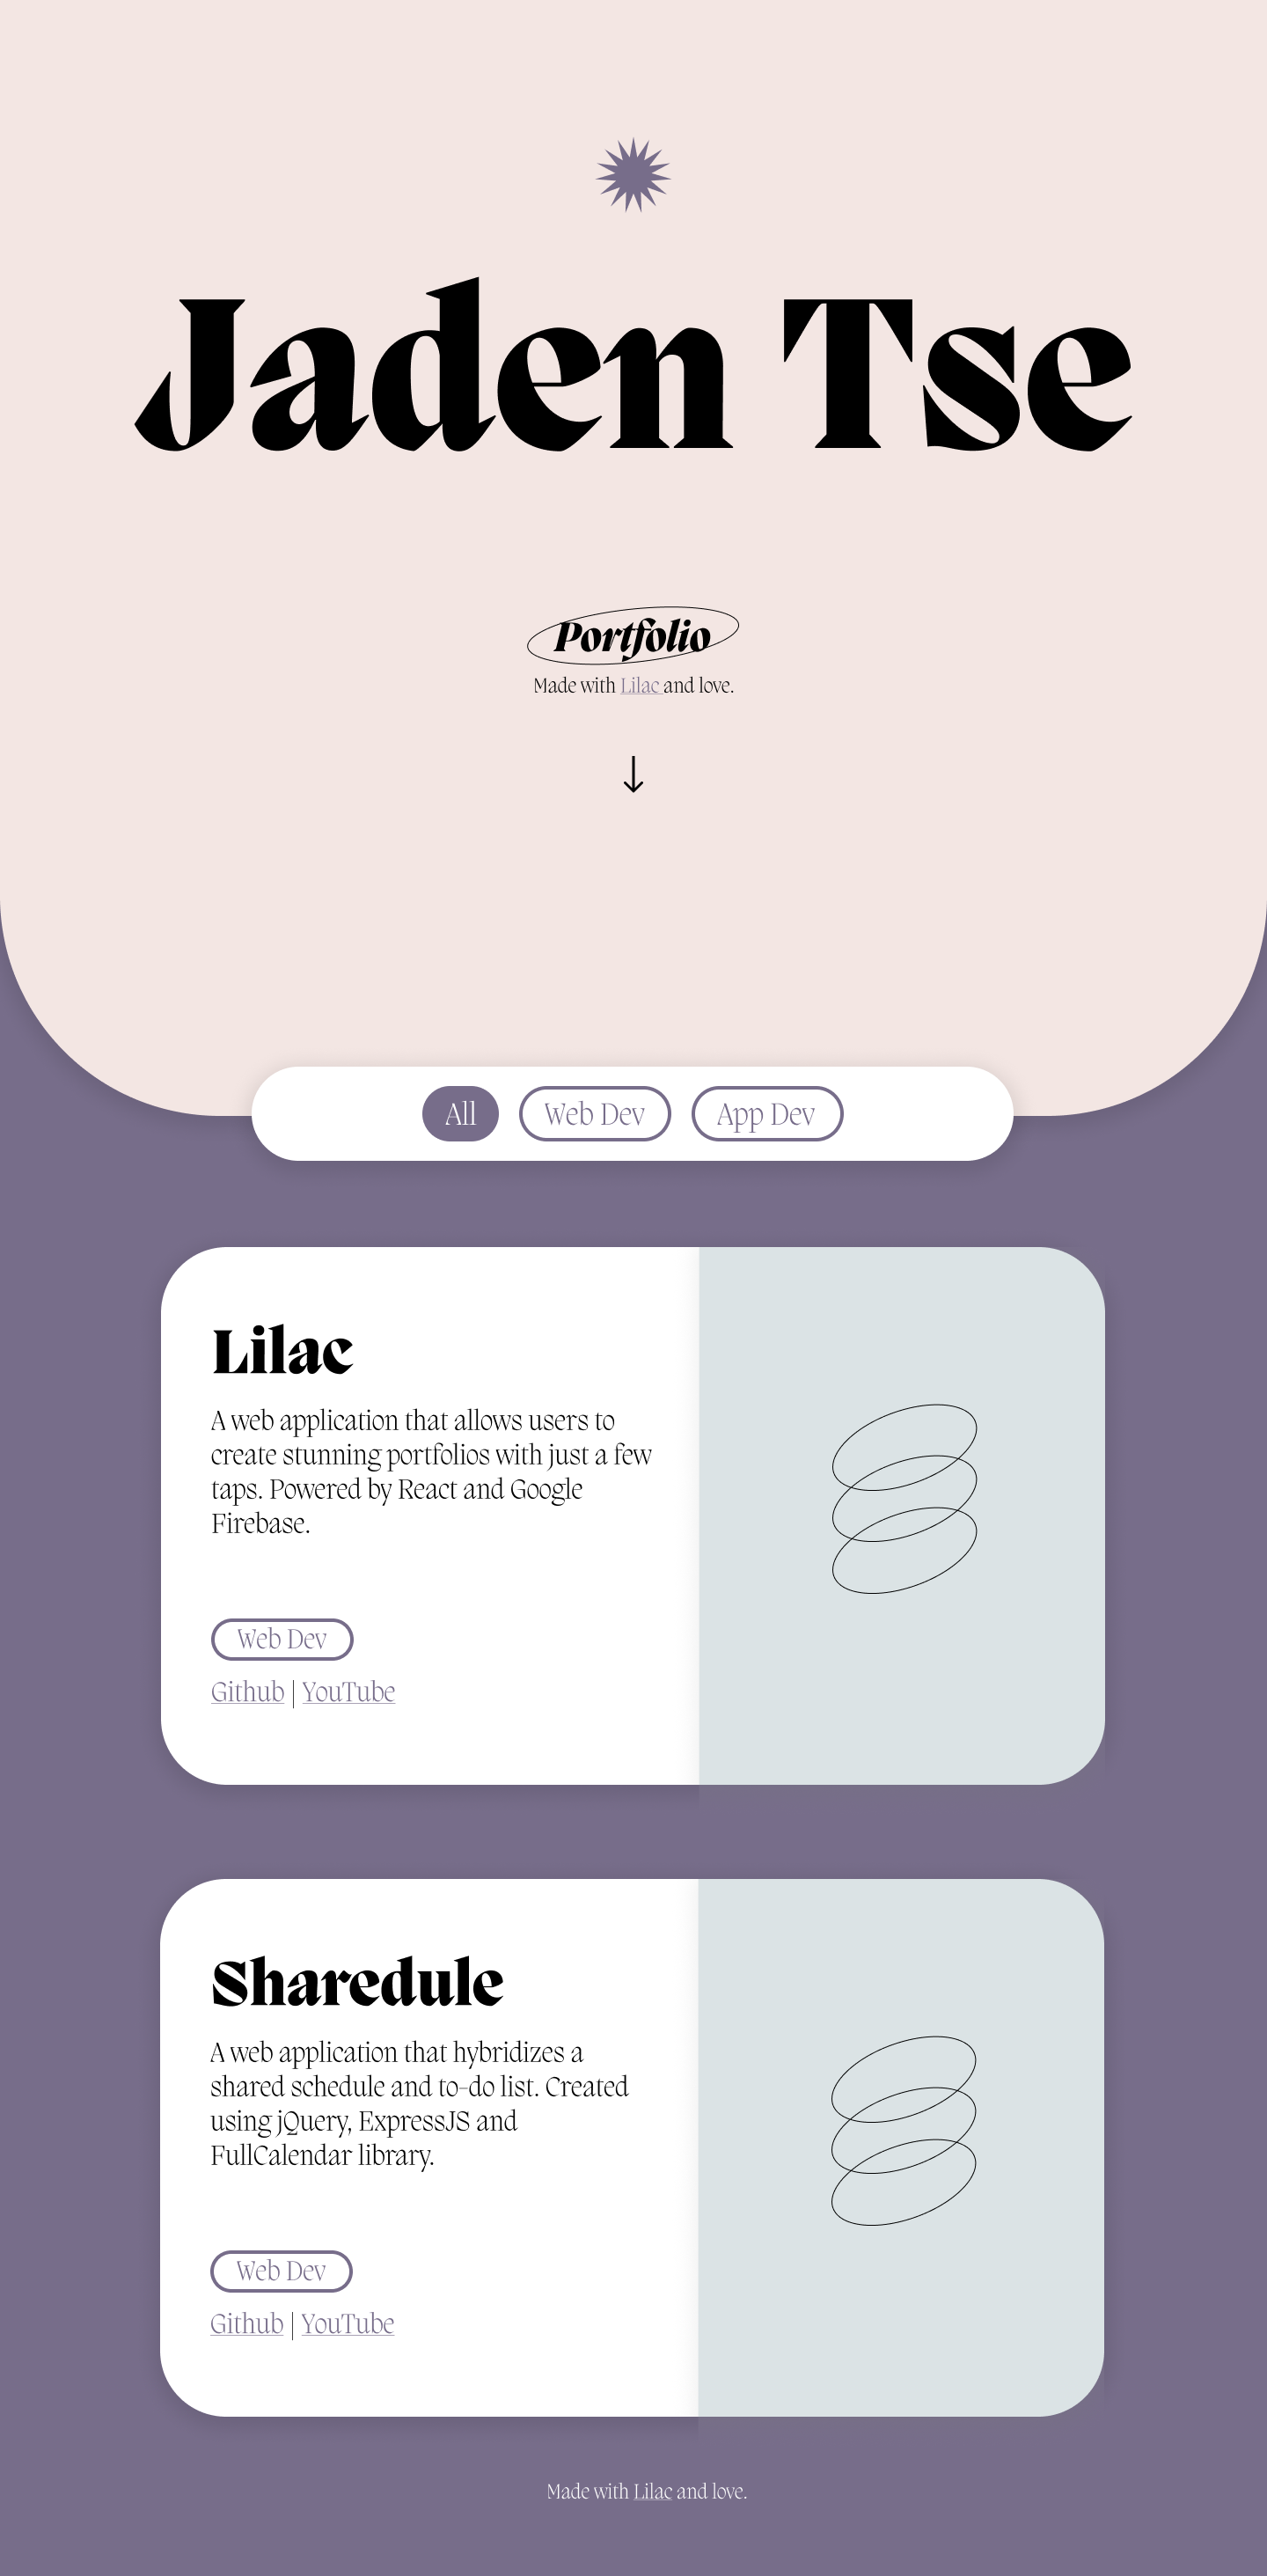 Jaden Tse
Portfolio
Made with Lilac and love.
All
Web Dev
App Dev
Lilac
A web application that allows users to
create stunning portfolios with just a few
taps. Powered by React and Google
Firebase.
Web Dev
Github | YouTube
Sharedule
A web application that hybridizes a
shared schedule and to-do list. Created
using jQuery, ExpressJS and
FullCalendar library.
Web Dev
Github | YouTube
Made with Lilac and love.